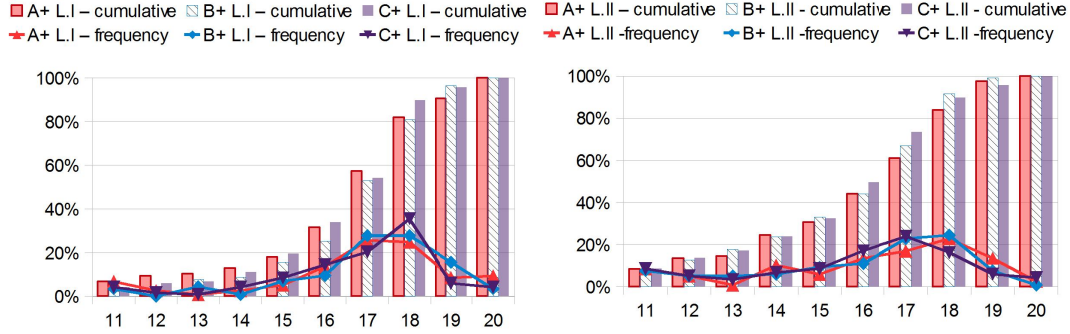 A+ L.I – cumulative B+ L.I – cumulative C+ L.I – cumulative
A+ L.I – frequency B+ L.I – frequency C+ L.I – frequency
100%
80%
60%
40%
20%
0%
11 12 13 14 15 16 17 18 19 20
A+ L.II – cumulative B+ L.II - cumulative C+ L.II - cumulative
A+ L.II -frequency B+ L.II -frequency C+ L.II -frequency
100%
80%
60%
40%
20%
0%
11 12 13 14 15 16 17 18 19 20